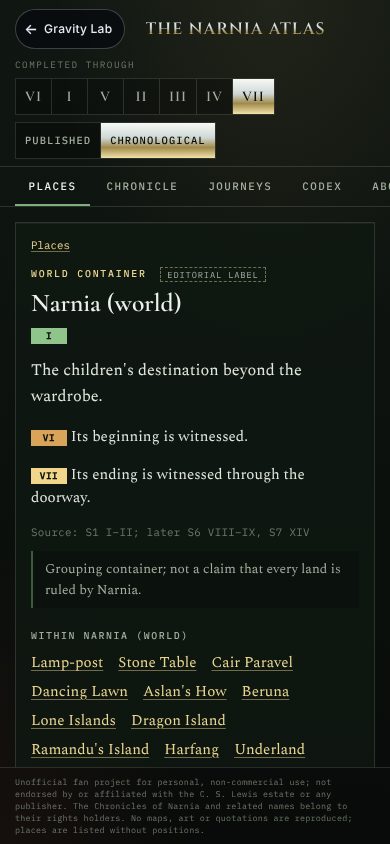 ← Gravity Lab
THE NARNIA ATLAS
COMPLETED THROUGH
VI I V II III IV VII
PUBLISHED CHRONOLOGICAL
PLACES CHRONICLE JOURNEYS CODEX
Places
WORLD CONTAINER EDITORIAL LABEL
Narnia (world)
I
The children's destination beyond the
wardrobe.
VI Its beginning is witnessed.
VII Its ending is witnessed through the
doorway.
Source: S1 I–II; later S6 VIII–IX, S7 XIV
Grouping container; not a claim that every land is
ruled by Narnia.
WITHIN NARNIA (WORLD)
Lamp-post Stone Table Cair Paravel
Dancing Lawn Aslan's How Beruna
Lone Islands Dragon Island
Ramandu's Island Harfang Underland
Unofficial fan project for personal, non-commercial use; not
endorsed by or affiliated with the C. S. Lewis estate or any
publisher. The Chronicles of Narnia and related names belong to
their rights holders. No maps, art or quotations are reproduced;
places are listed without positions.